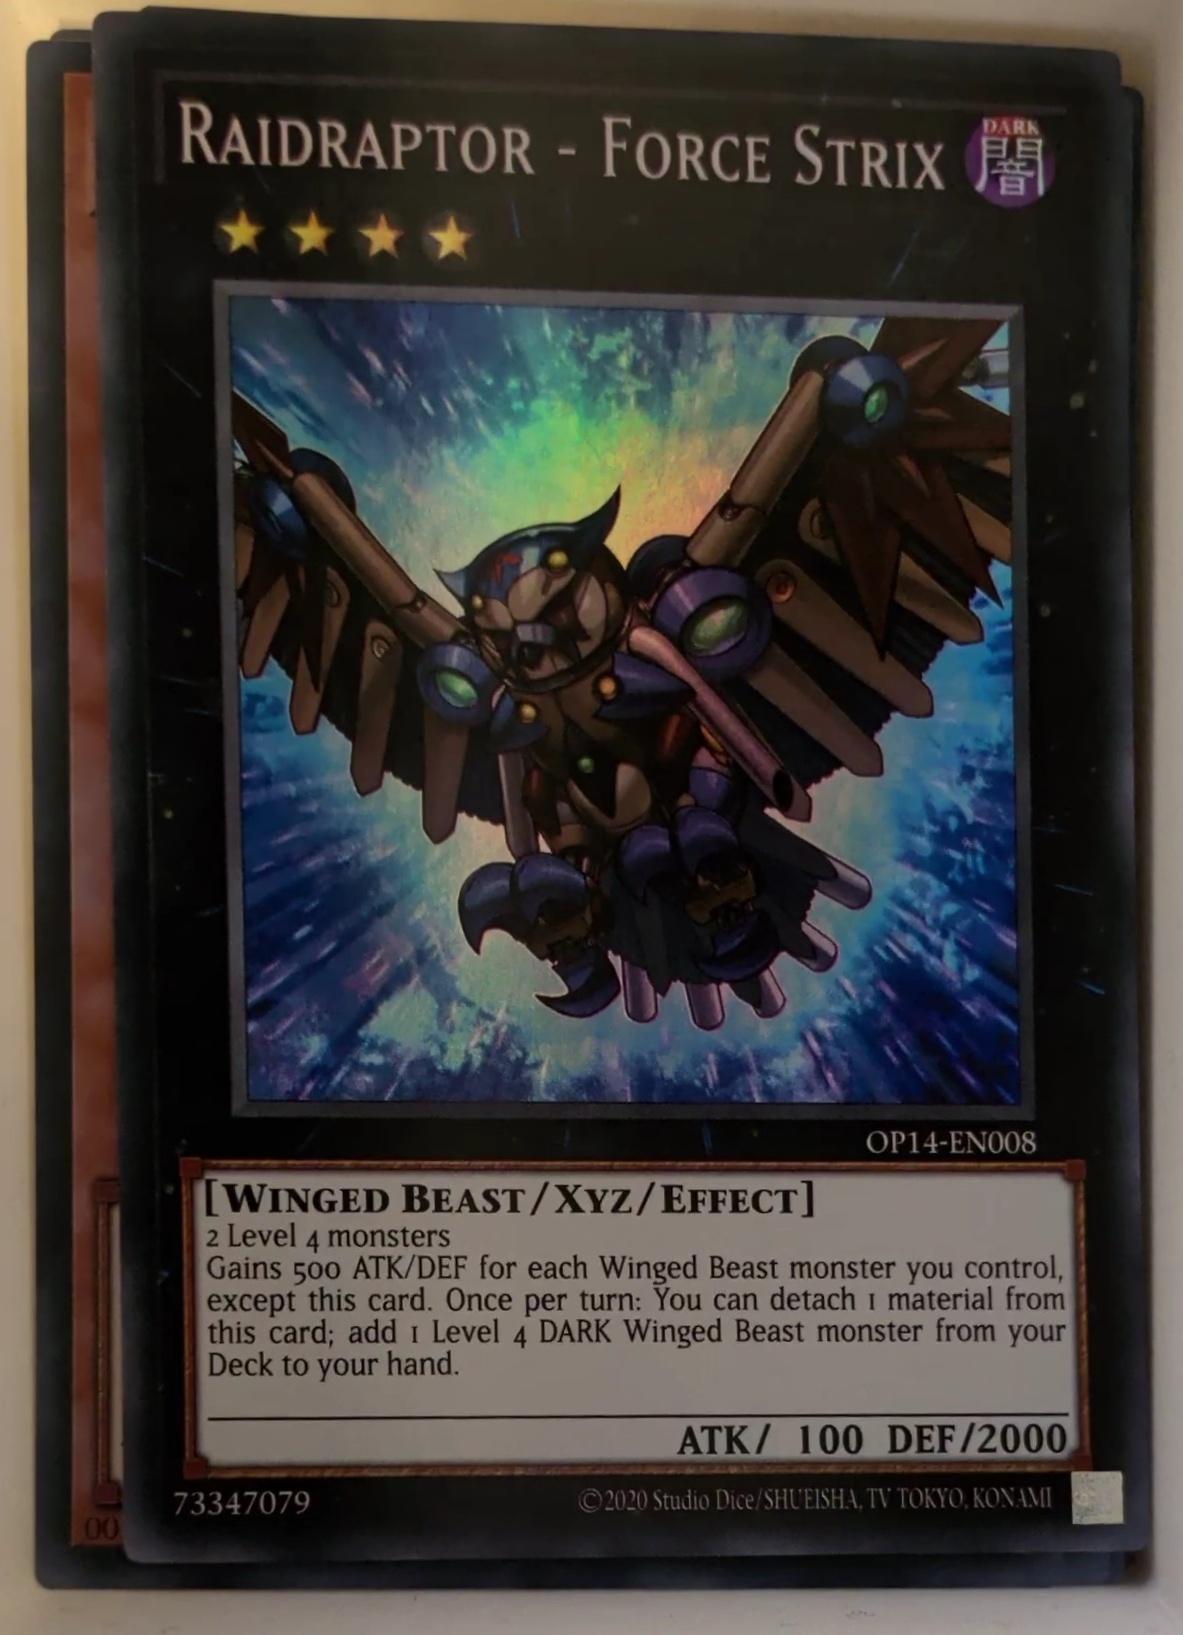 RAIDRAPTOR - FORCE STRIX
DARK
闇
OP14-EN008
[WINGED BEAST/XYZ/EFFECT]
2 Level 4 monsters
Gains 500 ATK/DEF for each Winged Beast monster you control,
except this card. Once per turn: You can detach 1 material from
this card; add 1 Level 4 DARK Winged Beast monster from your
Deck to your hand.
ATK/ 100 DEF/2000
73347079
©2020 Studio Dice/SHUEISHA, TV TOKYO, KONAMI
00